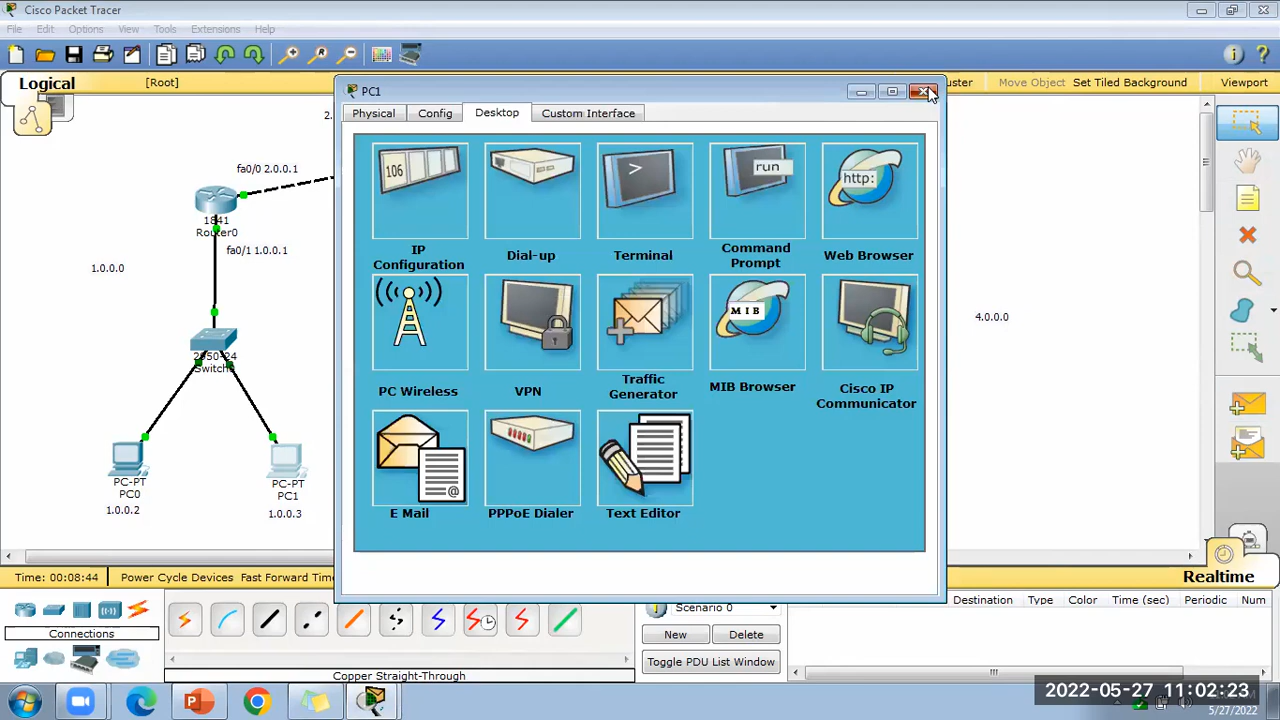 Cisco Packet Tracer
File Edit Options View Tools Extensions Help
Logical
[Root]
Move Object Set Tiled Background Viewport
PC1
Physical Config Desktop Custom Interface
106
>
run
http:
IP Configuration
Dial-up
Terminal
Command Prompt
Web Browser
MIB
PC Wireless
VPN
Traffic Generator
MIB Browser
Cisco IP Communicator
@
E Mail
PPPoE Dialer
Text Editor
2.
fa0/0 2.0.0.1
1841
Router0
fa0/1 1.0.0.1
1.0.0.0
4.0.0.0
PC-PT
PC0
1.0.0.2
PC-PT
PC1
1.0.0.3
Time: 00:08:44 Power Cycle Devices
Realtime
Connections
Copper Straight-Through
Scenario 0
New Delete
Toggle PDU List Window
Destination Type Color Time (sec) Periodic Num
2022-05-27 11:02:23
5/27/2022